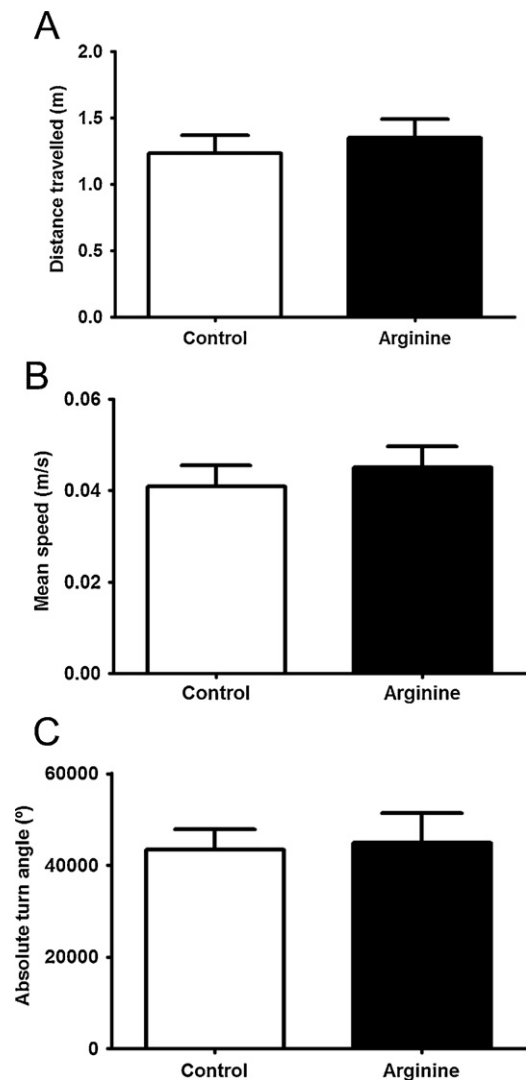 A
Distance travelled (m)
2.0
1.5
1.0
0.5
0.0
Control Arginine
B
Mean speed (m/s)
0.06
0.04
0.02
0.00
Control Arginine
C
Absolute turn angle (º)
60000
40000
20000
0
Control Arginine